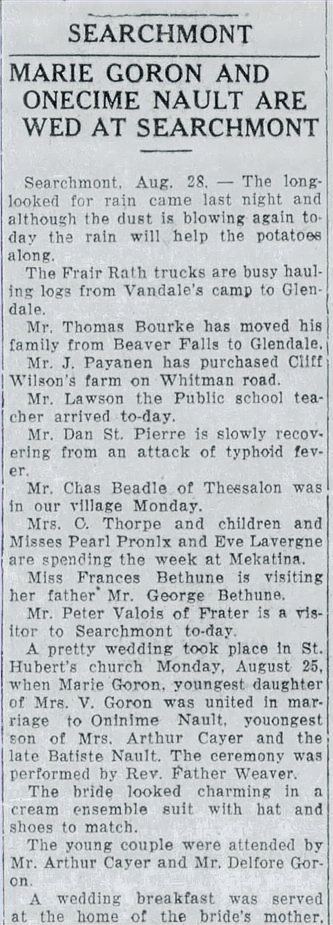 SEARCHMONT
MARIE GORON AND
ONECIME NAULT ARE
WED AT SEARCHMONT
Searchmont, Aug. 28. — The long-
looked for rain came last night and
although the dust is blowing again to-
day the rain will help the potatoes
along.
The Frair Rath trucks are busy haul-
ing logs from Vandale's camp to Glen-
dale.
Mr. Thomas Bourke has moved his
family from Beaver Falls to Glendale.
Mr. J. Payanen has purchased Cliff
Wilson's farm on Whitman road.
Mr. Lawson the Public school tea-
cher arrived to-day.
Mr. Dan St. Pierre is slowly recov-
ering from an attack of typhoid fev-
er.
Mr. Chas Beadle of Thessalon was
in our village Monday.
Mrs. C. Thorpe and children and
Misses Pearl Pronlx and Eve Lavergne
are spending the week at Mekatina.
Miss Frances Bethune is visiting
her father Mr. George Bethune.
Mr. Peter Valois of Frater is a vis-
itor to Searchmont to-day.
A pretty wedding took place in St.
Hubert's church Monday, August 25,
when Marie Goron, youngest daughter
of Mrs. V. Goron was united in mar-
riage to Oninime Nault, youongest
son of Mrs. Arthur Cayer and the
late Batiste Nault. The ceremony was
performed by Rev. Father Weaver.
The bride looked charming in a
cream ensemble suit with hat and
shoes to match.
The young couple were attended by
Mr. Arthur Cayer and Mr. Delfore Gor-
on.
A wedding breakfast was served
at the home of the bride's mother,